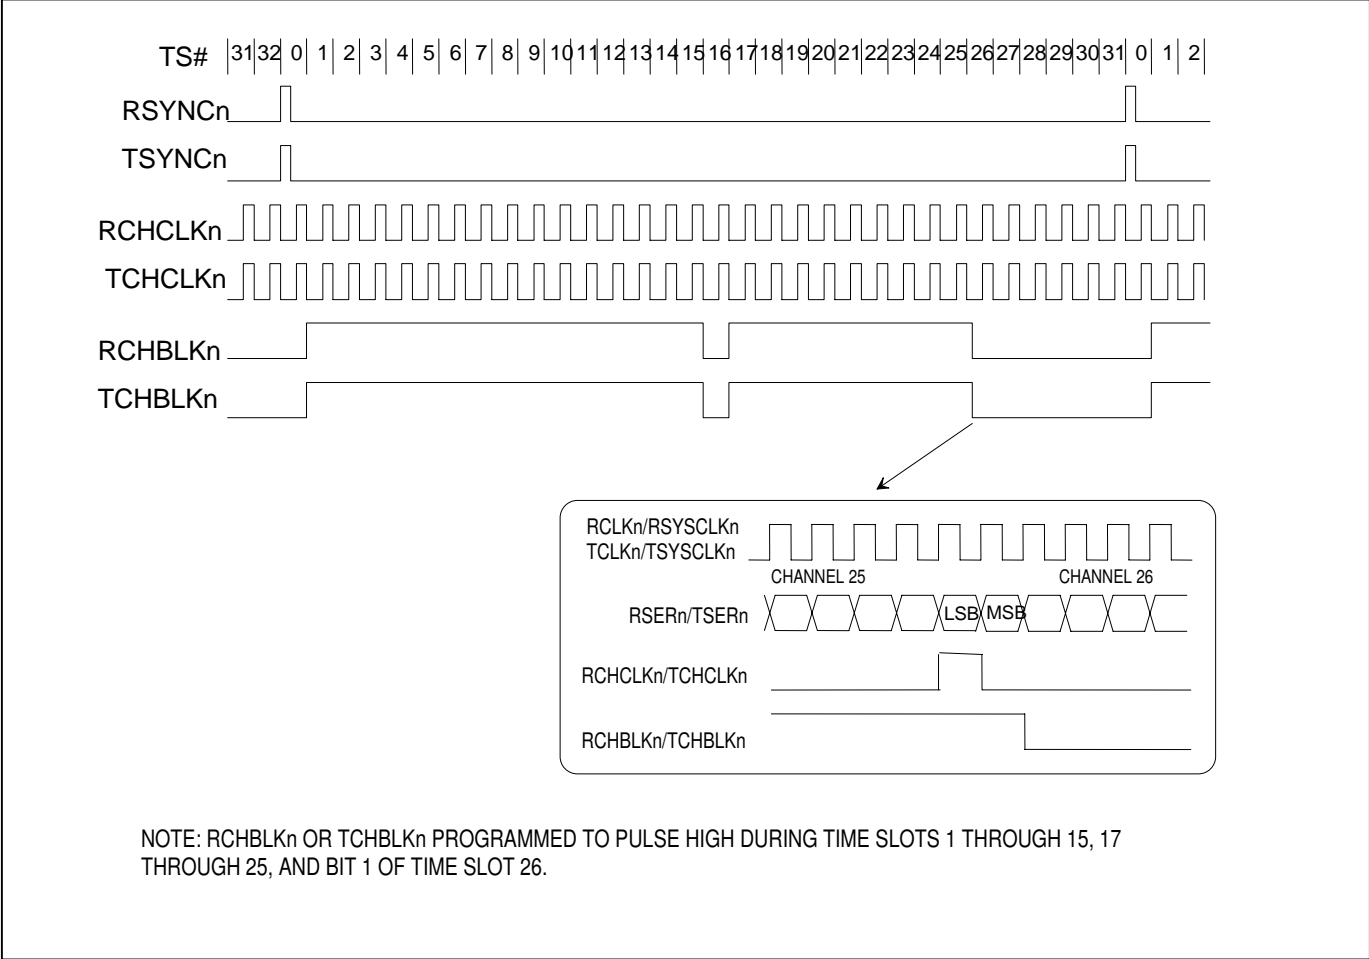 TS# 31 32 0 1 2 3 4 5 6 7 8 9 10 11 12 13 14 15 16 17 18 19 20 21 22 23 24 25 26 27 28 29 30 31 0 1 2
RSYNCn
TSYNCn
RCHCLKn
TCHCLKn
RCHBLKn
TCHBLKn
RCLKn/RSYSCLKn
TCLKn/TSYSCLKn
CHANNEL 25 CHANNEL 26
RSERn/TSERn LSB MSB
RCHCLKn/TCHCLKn
RCHBLKn/TCHBLKn
NOTE: RCHBLKn OR TCHBLKn PROGRAMMED TO PULSE HIGH DURING TIME SLOTS 1 THROUGH 15, 17
THROUGH 25, AND BIT 1 OF TIME SLOT 26.